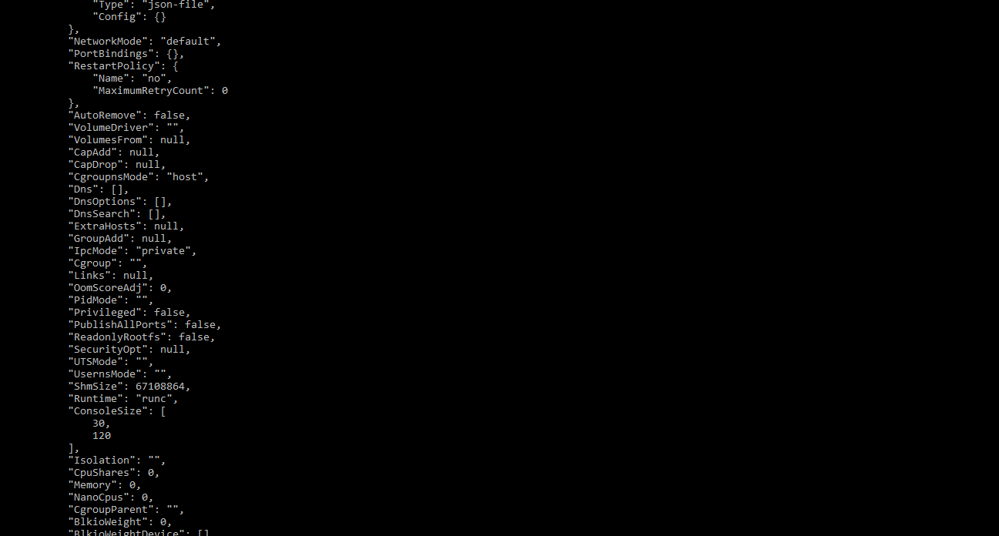 "Type": "json-file",
"Config": {}
},
"NetworkMode": "default",
"PortBindings": {},
"RestartPolicy": {
"Name": "no",
"MaximumRetryCount": 0
},
"AutoRemove": false,
"VolumeDriver": "",
"VolumesFrom": null,
"CapAdd": null,
"CapDrop": null,
"CgroupnsMode": "host",
"Dns": [],
"DnsOptions": [],
"DnsSearch": [],
"ExtraHosts": null,
"GroupAdd": null,
"IpcMode": "private",
"Cgroup": "",
"Links": null,
"OomScoreAdj": 0,
"PidMode": "",
"Privileged": false,
"PublishAllPorts": false,
"ReadonlyRootfs": false,
"SecurityOpt": null,
"UTSMode": "",
"UsernsMode": "",
"ShmSize": 67108864,
"Runtime": "runc",
"ConsoleSize": [
30,
120
],
"Isolation": "",
"CpuShares": 0,
"Memory": 0,
"NanoCpus": 0,
"CgroupParent": "",
"BlkioWeight": 0,
"BlkioWeightDevice": []